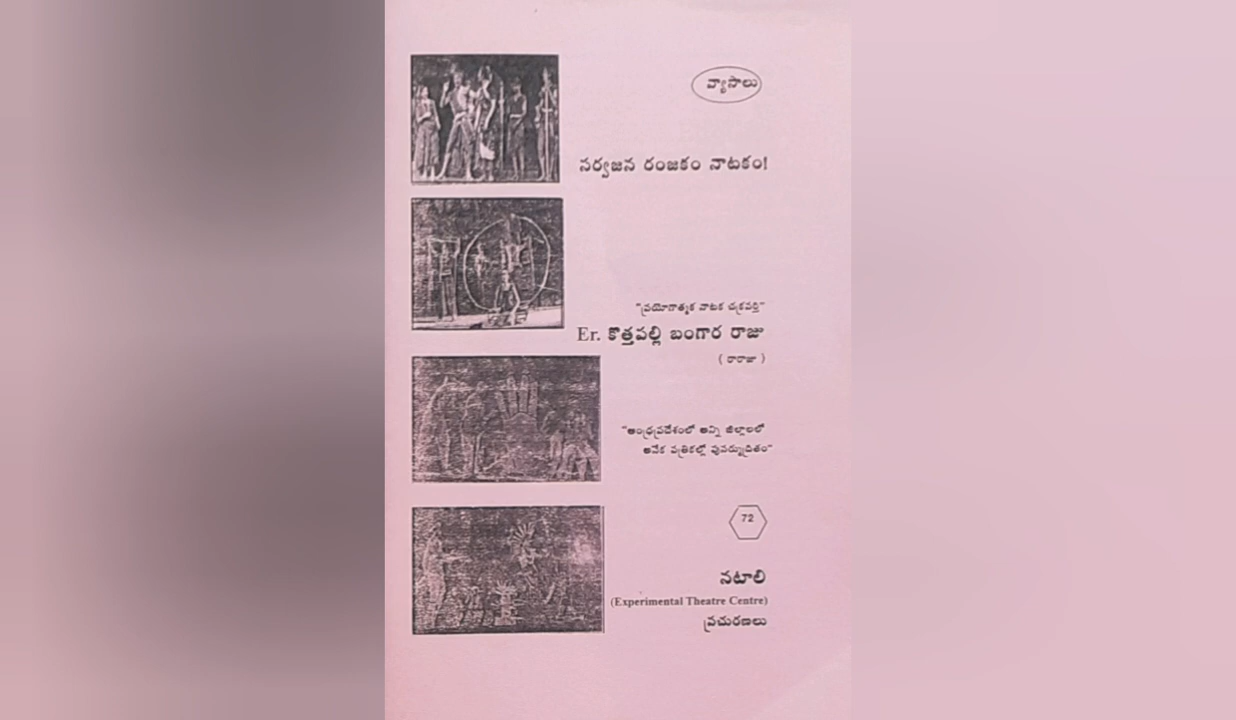 వ్యాసాలు
సర్వజన రంజకం నాటకం!
"ప్రయోగాత్మక నాటక చక్రవర్తి"
Er. కొత్తపల్లి బంగార రాజు
( రారాజు )
"ఆంధ్రప్రదేశంలో అన్ని జిల్లాలలో
అనేక పత్రికల్లో పునర్ముద్రితం"
72
నటాలి
(Experimental Theatre Centre)
ప్రచురణలు